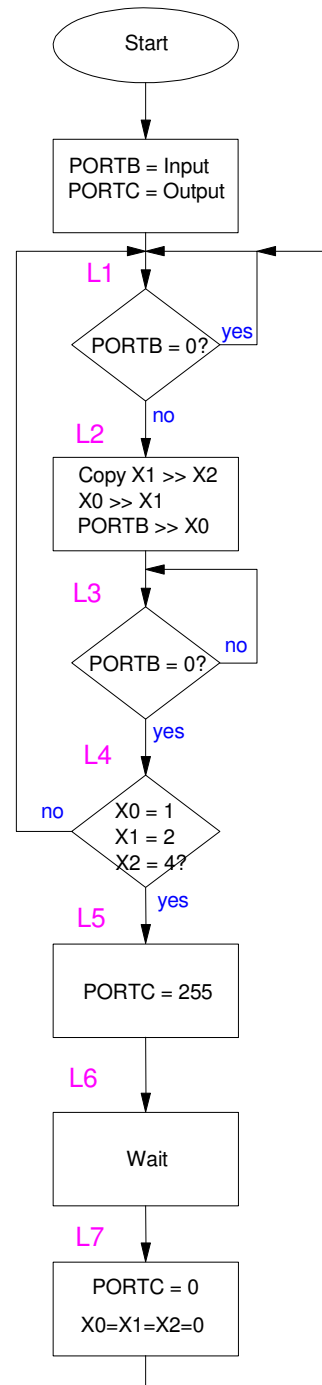 Start
PORTB = Input
PORTC = Output
L1
PORTB = 0?
yes
no
L2
Copy X1 >> X2
X0 >> X1
PORTB >> X0
L3
PORTB = 0?
no
yes
L4
no
X0 = 1
X1 = 2
X2 = 4?
yes
L5
PORTC = 255
L6
Wait
L7
PORTC = 0
X0=X1=X2=0